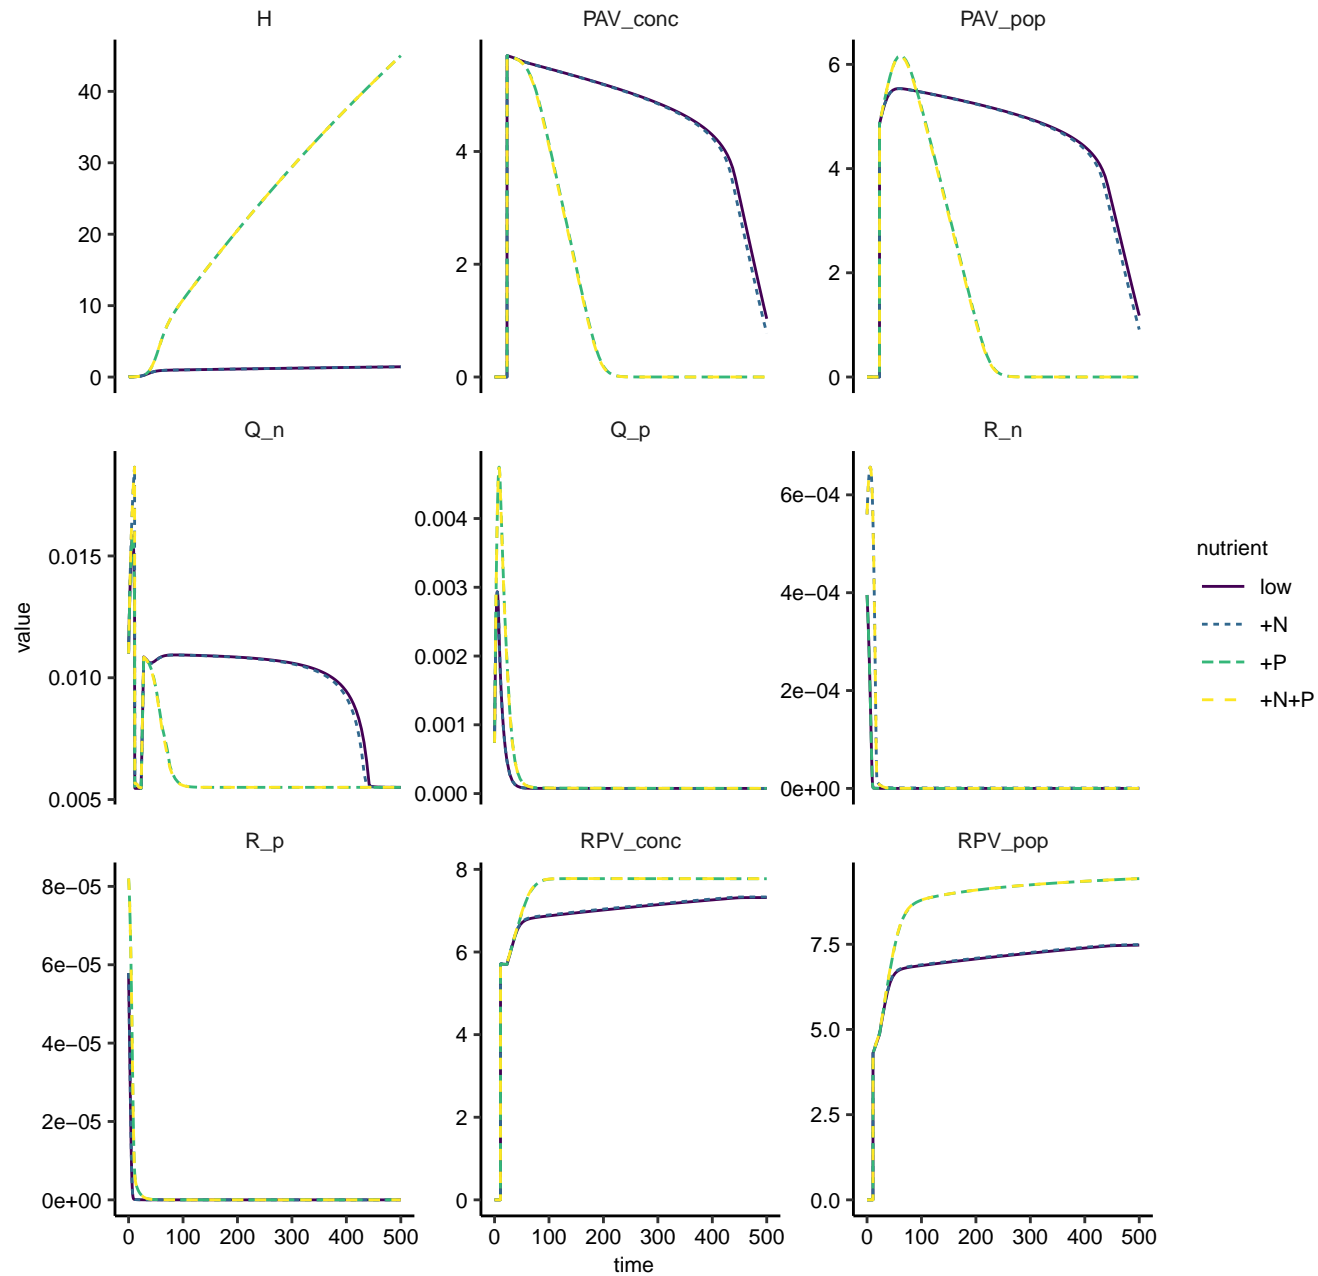 H
PAV_conc
PAV_pop
40
30
20
10
0
4
2
0
6
4
2
0
Q_n
Q_p
R_n
0.015
0.010
0.005
0.004
0.003
0.002
0.001
0.000
6e−04
4e−04
2e−04
0e+00
R_p
RPV_conc
RPV_pop
8e−05
6e−05
4e−05
2e−05
0e+00
8
6
4
2
0
7.5
5.0
2.5
0.0
0 100 200 300 400 500
0 100 200 300 400 500
0 100 200 300 400 500
time
value
nutrient
low
+N
+P
+N+P